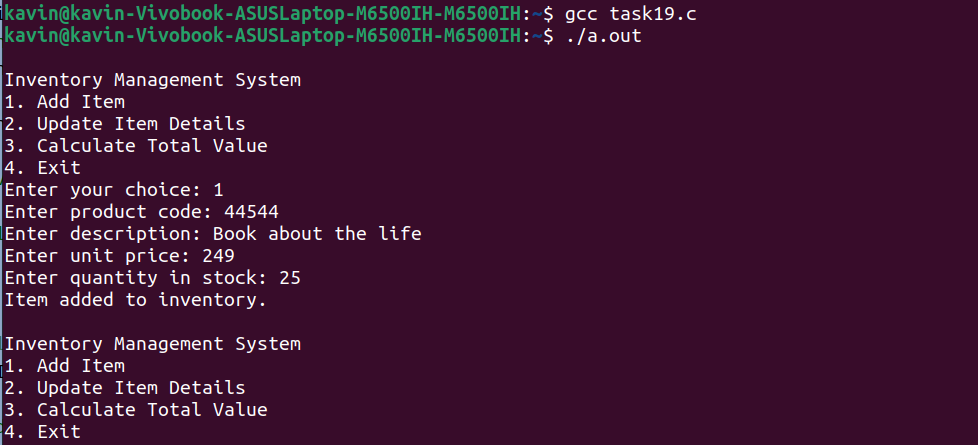 kavin@kavin-Vivobook-ASUSLaptop-M6500IH-M6500IH:~$ gcc task19.c
kavin@kavin-Vivobook-ASUSLaptop-M6500IH-M6500IH:~$ ./a.out
Inventory Management System
1. Add Item
2. Update Item Details
3. Calculate Total Value
4. Exit
Enter your choice: 1
Enter product code: 44544
Enter description: Book about the life
Enter unit price: 249
Enter quantity in stock: 25
Item added to inventory.
Inventory Management System
1. Add Item
2. Update Item Details
3. Calculate Total Value
4. Exit